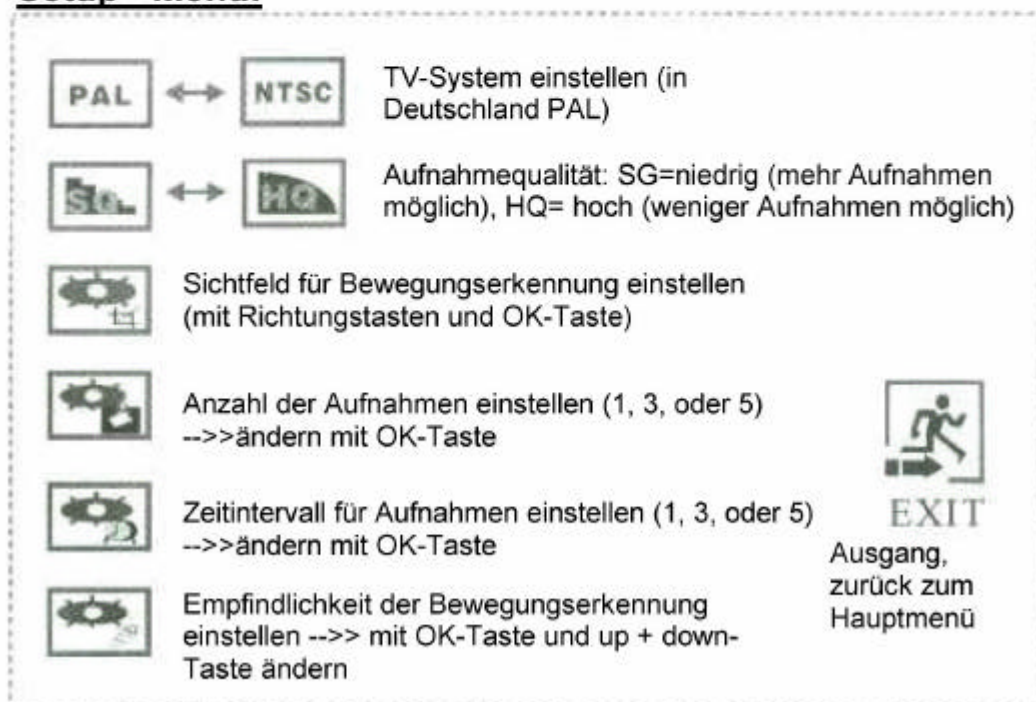 Setup - Menü:
PAL
NTSC
TV-System einstellen (in
Deutschland PAL)
SQ
HQ
Aufnahmequalität: SG=niedrig (mehr Aufnahmen
möglich), HQ= hoch (weniger Aufnahmen möglich)
Sichtfeld für Bewegungserkennung einstellen
(mit Richtungstasten und OK-Taste)
Anzahl der Aufnahmen einstellen (1, 3, oder 5)
-->>ändern mit OK-Taste
Zeitintervall für Aufnahmen einstellen (1, 3, oder 5)
-->>ändern mit OK-Taste
EXIT
Ausgang,
zurück zum
Hauptmenü
Empfindlichkeit der Bewegungserkennung
einstellen -->> mit OK-Taste und up + down-
Taste ändern